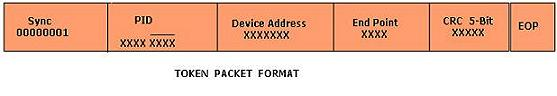 Sync
00000001
PID
XXXX XXXX
Device Address
XXXXXXX
End Point
XXXX
CRC 5-Bit
XXXXX
EOP
TOKEN PACKET FORMAT